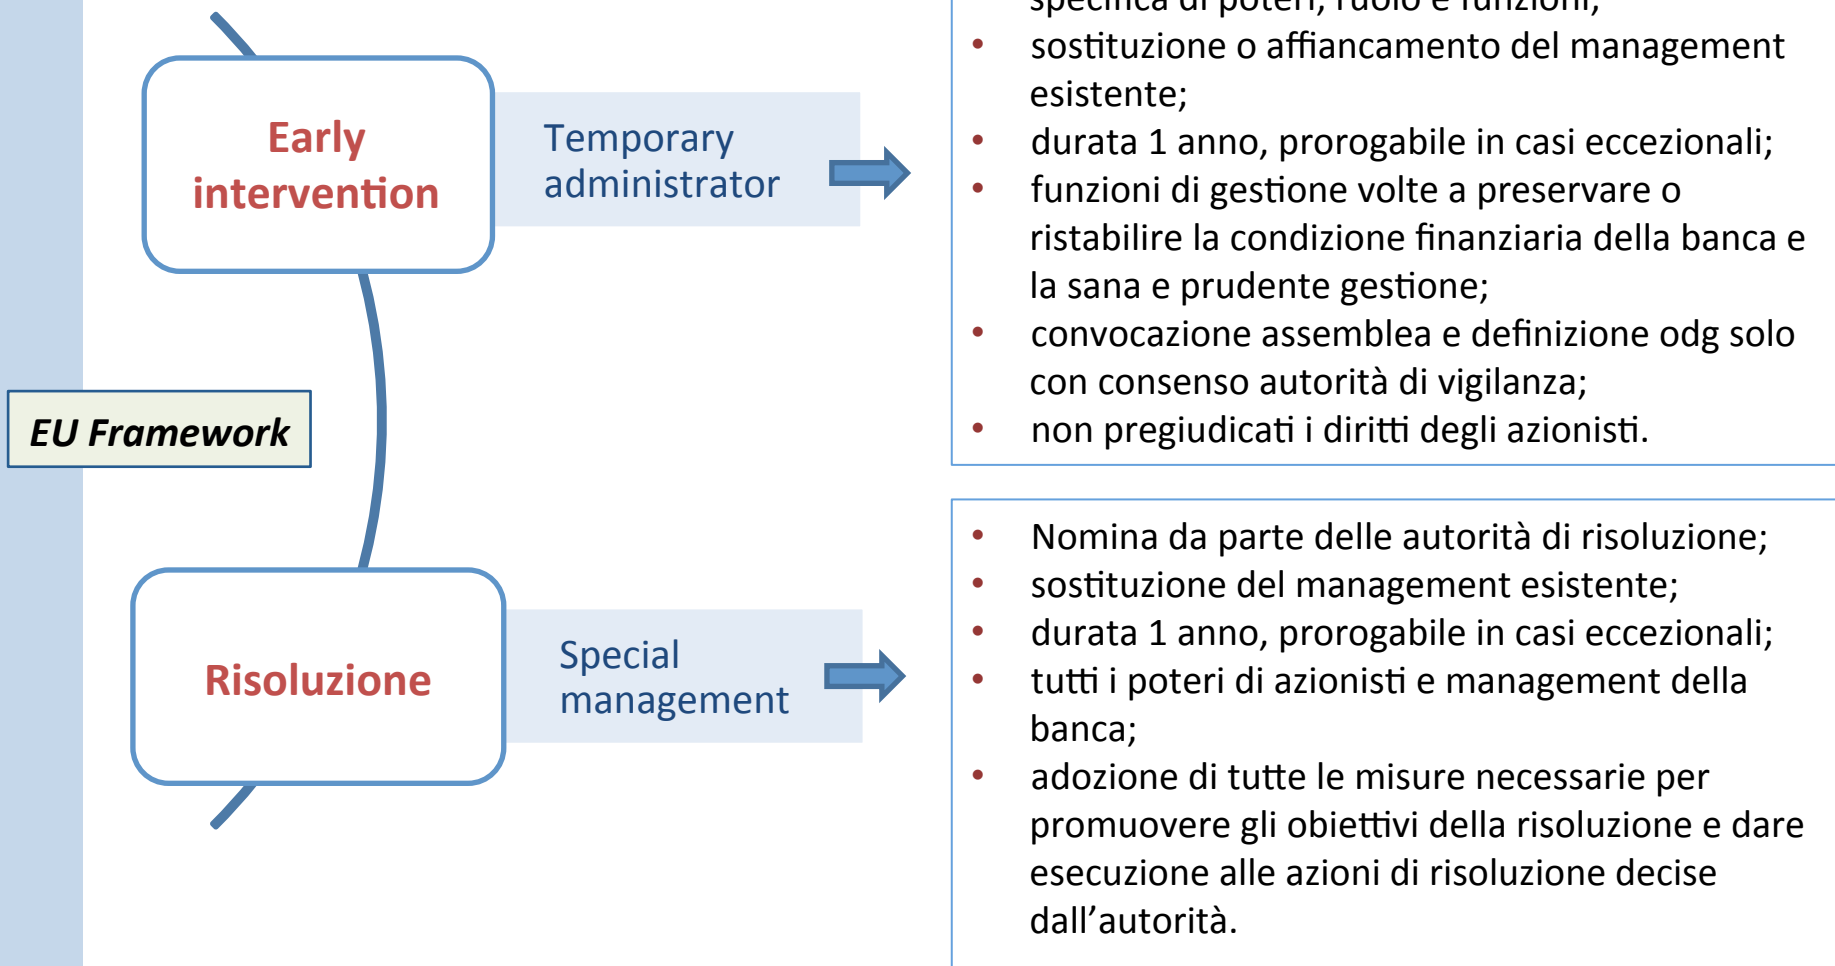 EU Framework
Early
intervention
Temporary
administrator
specifica di poteri, ruolo e funzioni;
• sostituzione o affiancamento del management
esistente;
• durata 1 anno, prorogabile in casi eccezionali;
• funzioni di gestione volte a preservare o
ristabilire la condizione finanziaria della banca e
la sana e prudente gestione;
• convocazione assemblea e definizione odg solo
con consenso autorità di vigilanza;
• non pregiudicati i diritti degli azionisti.
Risoluzione
Special
management
• Nomina da parte delle autorità di risoluzione;
• sostituzione del management esistente;
• durata 1 anno, prorogabile in casi eccezionali;
• tutti i poteri di azionisti e management della
banca;
• adozione di tutte le misure necessarie per
promuovere gli obiettivi della risoluzione e dare
esecuzione alle azioni di risoluzione decise
dall’autorità.